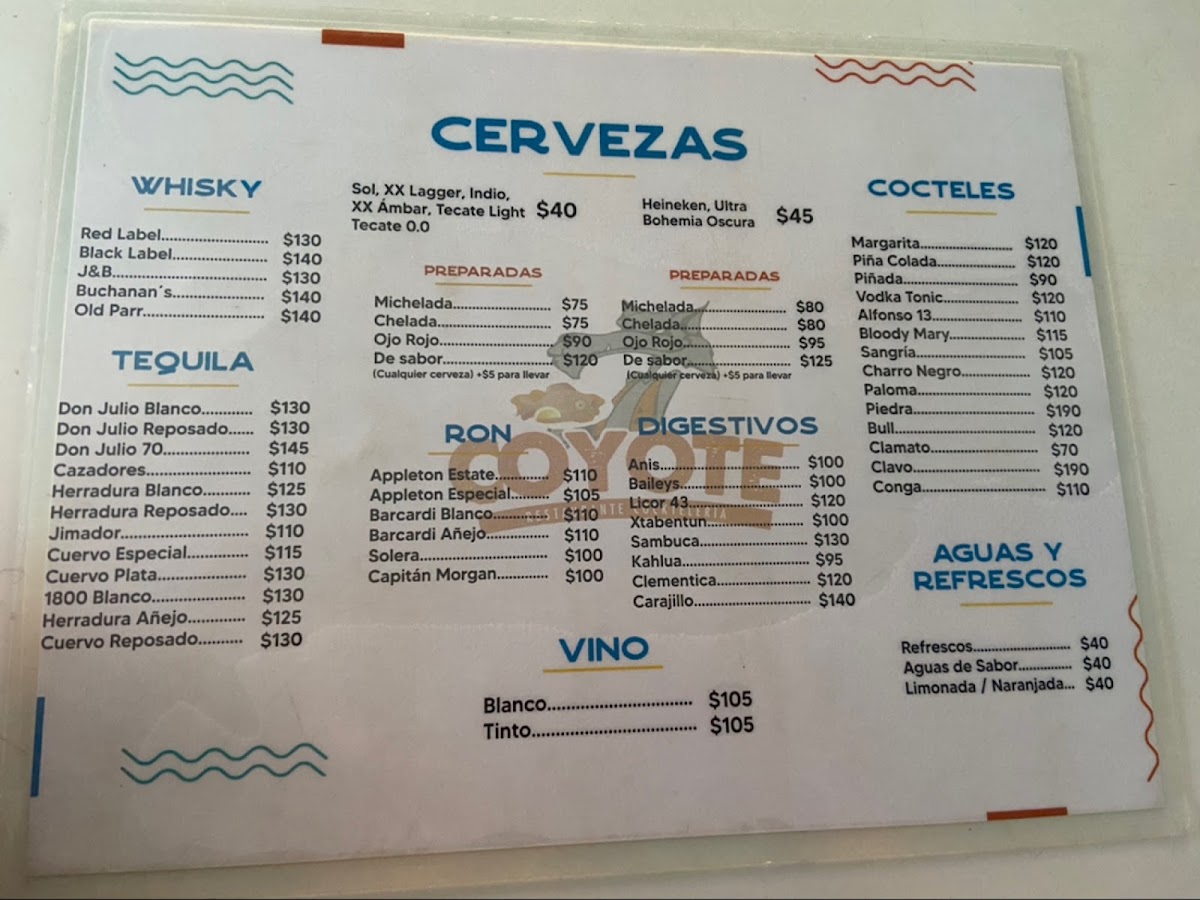 CERVEZAS
WHISKY
Red Label........................... $130
Black Label........................ $140
J&B....................................... $130
Buchanan´s....................... $140
Old Parr.............................. $140
TEQUILA
Don Julio Blanco............. $130
Don Julio Reposado...... $130
Don Julio 70..................... $145
Cazadores......................... $110
Herradura Blanco............ $125
Herradura Reposado.... $130
Jimador............................... $110
Cuervo Especial.............. $115
Cuervo Plata..................... $130
1800 Blanco...................... $130
Herradura Añejo.............. $125
Cuervo Reposado.......... $130
Sol, XX Lagger, Indio,
XX Ámbar, Tecate Light $40
Tecate 0.0
PREPARADAS
Michelada.......................... $75
Chelada.............................. $75
Ojo Rojo............................. $90
De sabor............................ $120
(Cualquier cerveza) +$5 para llevar
Heineken, Ultra
Bohemia Oscura $45
PREPARADAS
Michelada.......................... $80
Chelada.............................. $80
Ojo Rojo............................. $95
De sabor............................ $125
(Cualquier cerveza) +$5 para llevar
RON
Appleton Estate............... $110
Appleton Especial.......... $105
Barcardi Blanco............... $110
Barcardi Añejo................. $110
Solera.................................. $100
Capitán Morgan.............. $100
DIGESTIVOS
Anis..................................... $100
Baileys................................ $100
Licor 43.............................. $120
Xtabentun......................... $100
Sambuca........................... $130
Kahlua................................ $95
Clementica....................... $120
Carajillo.............................. $140
COYOTE
RESTAURANTE COCTELERIA
VINO
Blanco................................ $105
Tinto.................................... $105
COCTELES
Margarita........................... $120
Piña Colada...................... $120
Piñada................................ $90
Vodka Tonic...................... $120
Alfonso 13......................... $110
Bloody Mary..................... $115
Sangría............................... $105
Charro Negro................... $120
Paloma............................... $120
Piedra................................. $190
Bull....................................... $120
Clamato.............................. $70
Clavo................................... $190
Conga................................. $110
AGUAS Y
REFRESCOS
Refrescos.......................... $40
Aguas de Sabor.............. $40
Limonada / Naranjada... $40